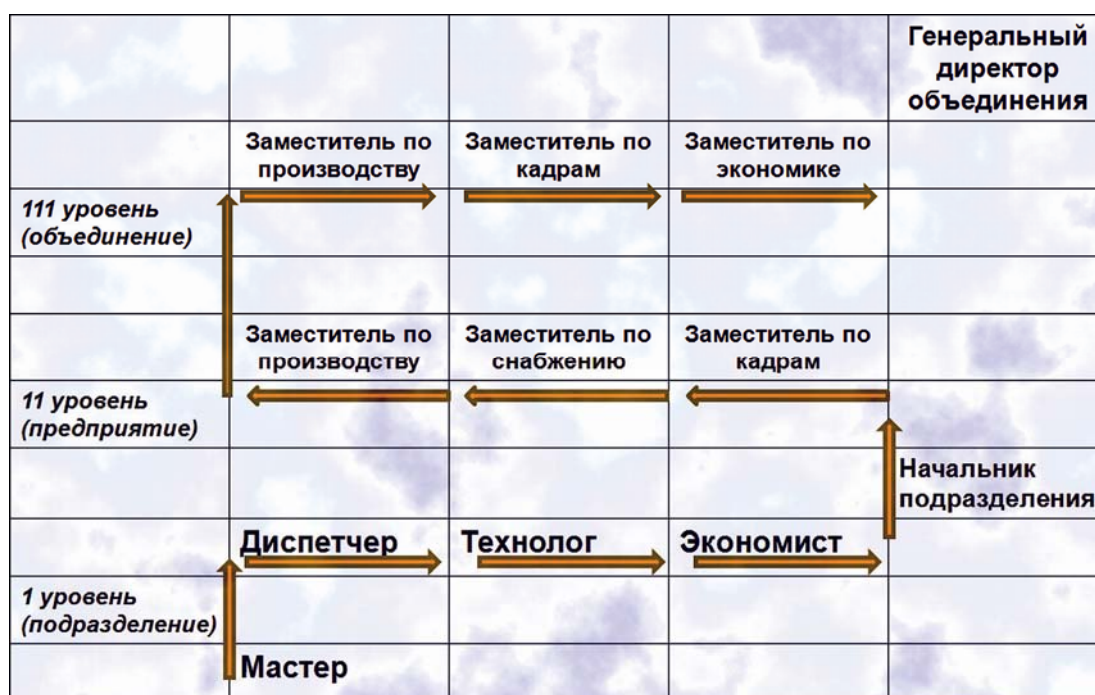 Генеральный
директор
объединения
Заместитель по
производству
Заместитель по
кадрам
Заместитель по
экономике
111 уровень
(объединение)
Заместитель по
производству
Заместитель по
снабжению
Заместитель по
кадрам
11 уровень
(предприятие)
Начальник
подразделения
Диспетчер
Технолог
Экономист
1 уровень
(подразделение)
Мастер